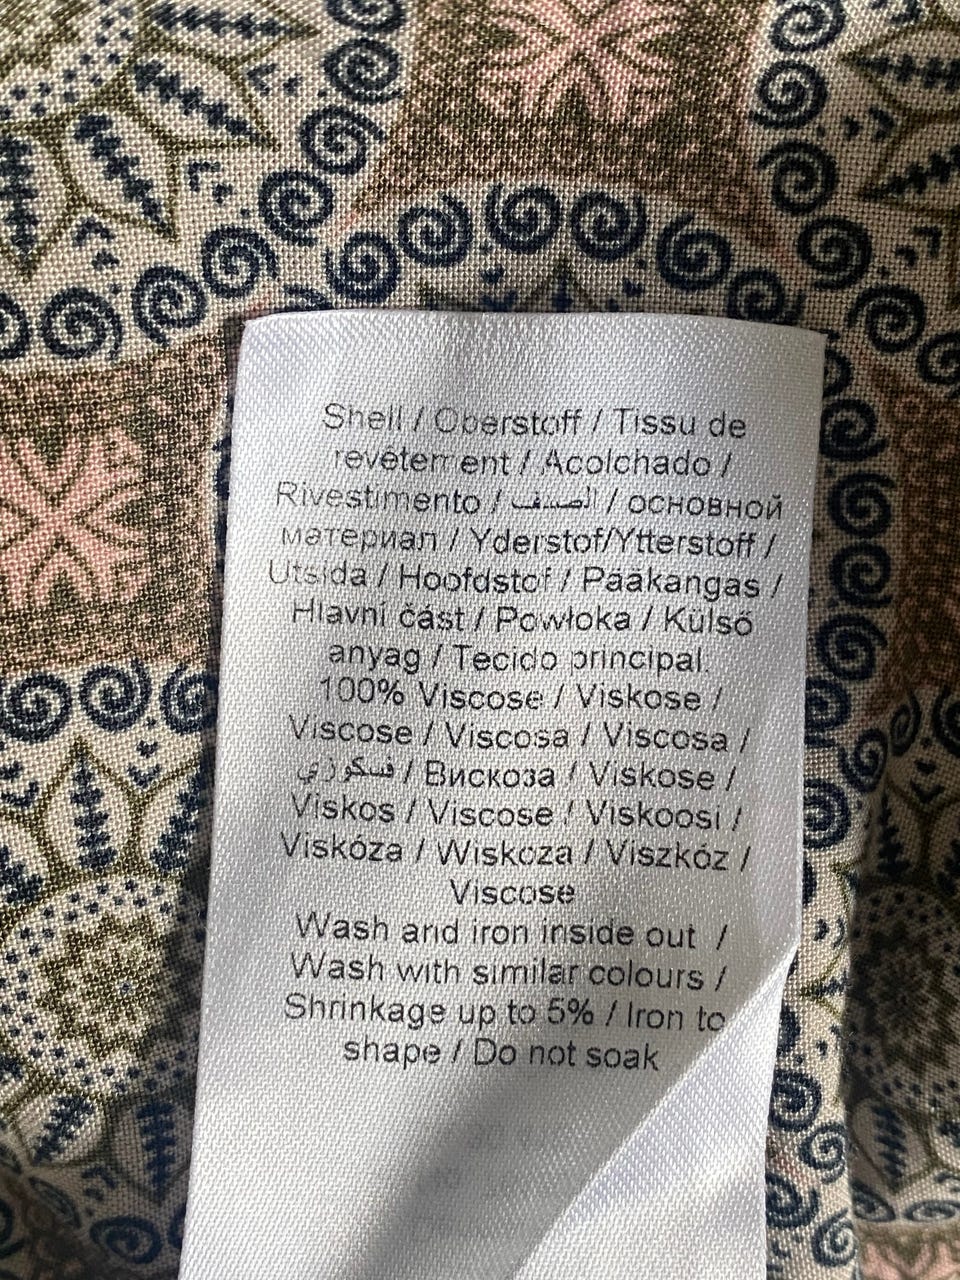 Shell / Oberstoff / Tissu de
revêtement / Acolchado /
Rivestimento / الصنف / основной
материал / Yderstof/Ytterstoff /
Utsida / Hoofdstof / Pääkangas /
Hlavní část / Powłoka / Külső
anyag / Tecido principal:
100% Viscose / Viskose /
Viscose / Viscosa / Viscosa /
فسكوزي / Вискоза / Viskose /
Viskos / Viscose / Viskoosi /
Viskóza / Wiskoza / Viszkóz /
Viscose
Wash and iron inside out /
Wash with similar colours /
Shrinkage up to 5% / Iron to
shape / Do not soak